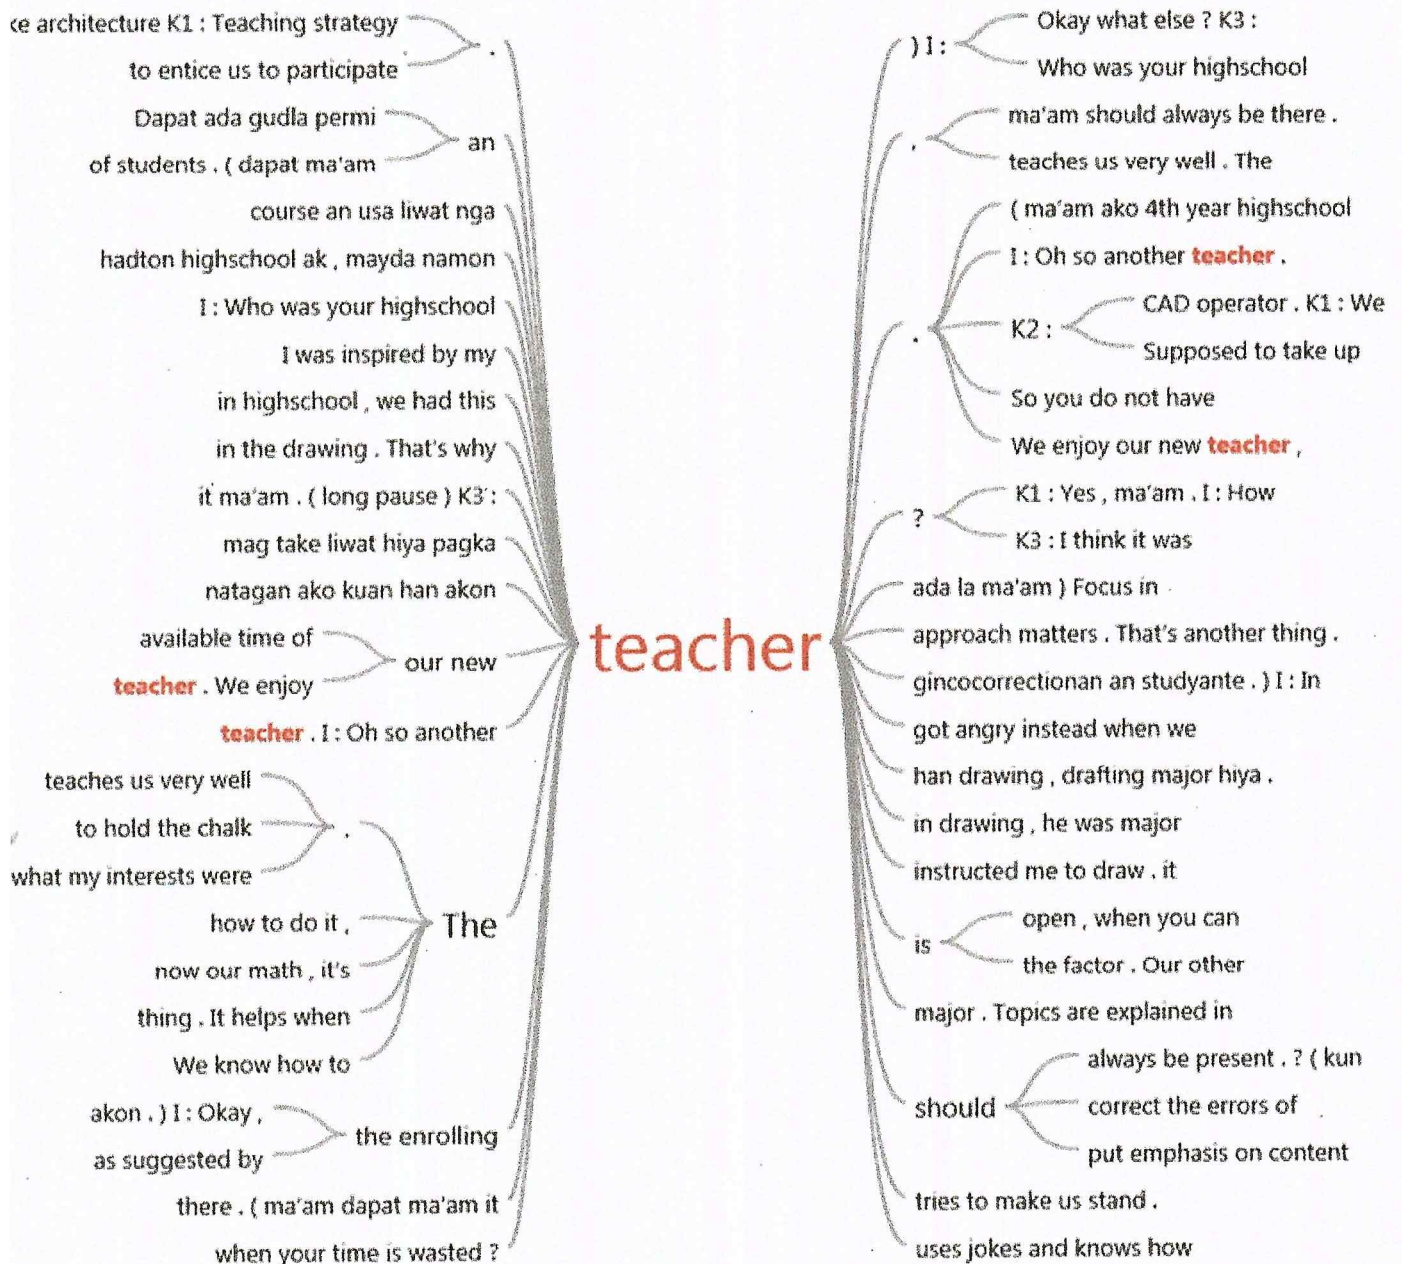 architecture K1 : Teaching strategy
to entice us to participate
.
Dapat ada gudla permi
of students . ( dapat ma'am
an
course an usa liwat nga
hadton highschool ak , mayda namon
I : Who was your highschool
I was inspired by my
in highschool , we had this
in the drawing . That's why
it ma'am . ( long pause ) K3 :
mag take liwat hiya pagka
natagan ako kuan han akon
available time of
teacher . We enjoy
our new
teacher . I : Oh so another
teaches us very well
to hold the chalk
what my interests were
.
how to do it ,
now our math , it's
thing . It helps when
We know how to
The
akon . ) I : Okay ,
as suggested by
the enrolling
there . ( ma'am dapat ma'am it
when your time is wasted ?
teacher
) I :
Okay what else ? K3 :
Who was your highschool
,
ma'am should always be there .
teaches us very well . The
.
( ma'am ako 4th year highschool
I : Oh so another teacher .
K2 :
CAD operator . K1 : We
Supposed to take up
So you do not have
We enjoy our new teacher ,
?
K1 : Yes , ma'am . I : How
K3 : I think it was
ada la ma'am ) Focus in
approach matters . That's another thing .
gincocorrectionan an studyante . ) I : In
got angry instead when we
han drawing , drafting major hiya .
in drawing , he was major
instructed me to draw . it
is
open , when you can
the factor . Our other
major . Topics are explained in
should
always be present . ? ( kun
correct the errors of
put emphasis on content
tries to make us stand .
uses jokes and knows how